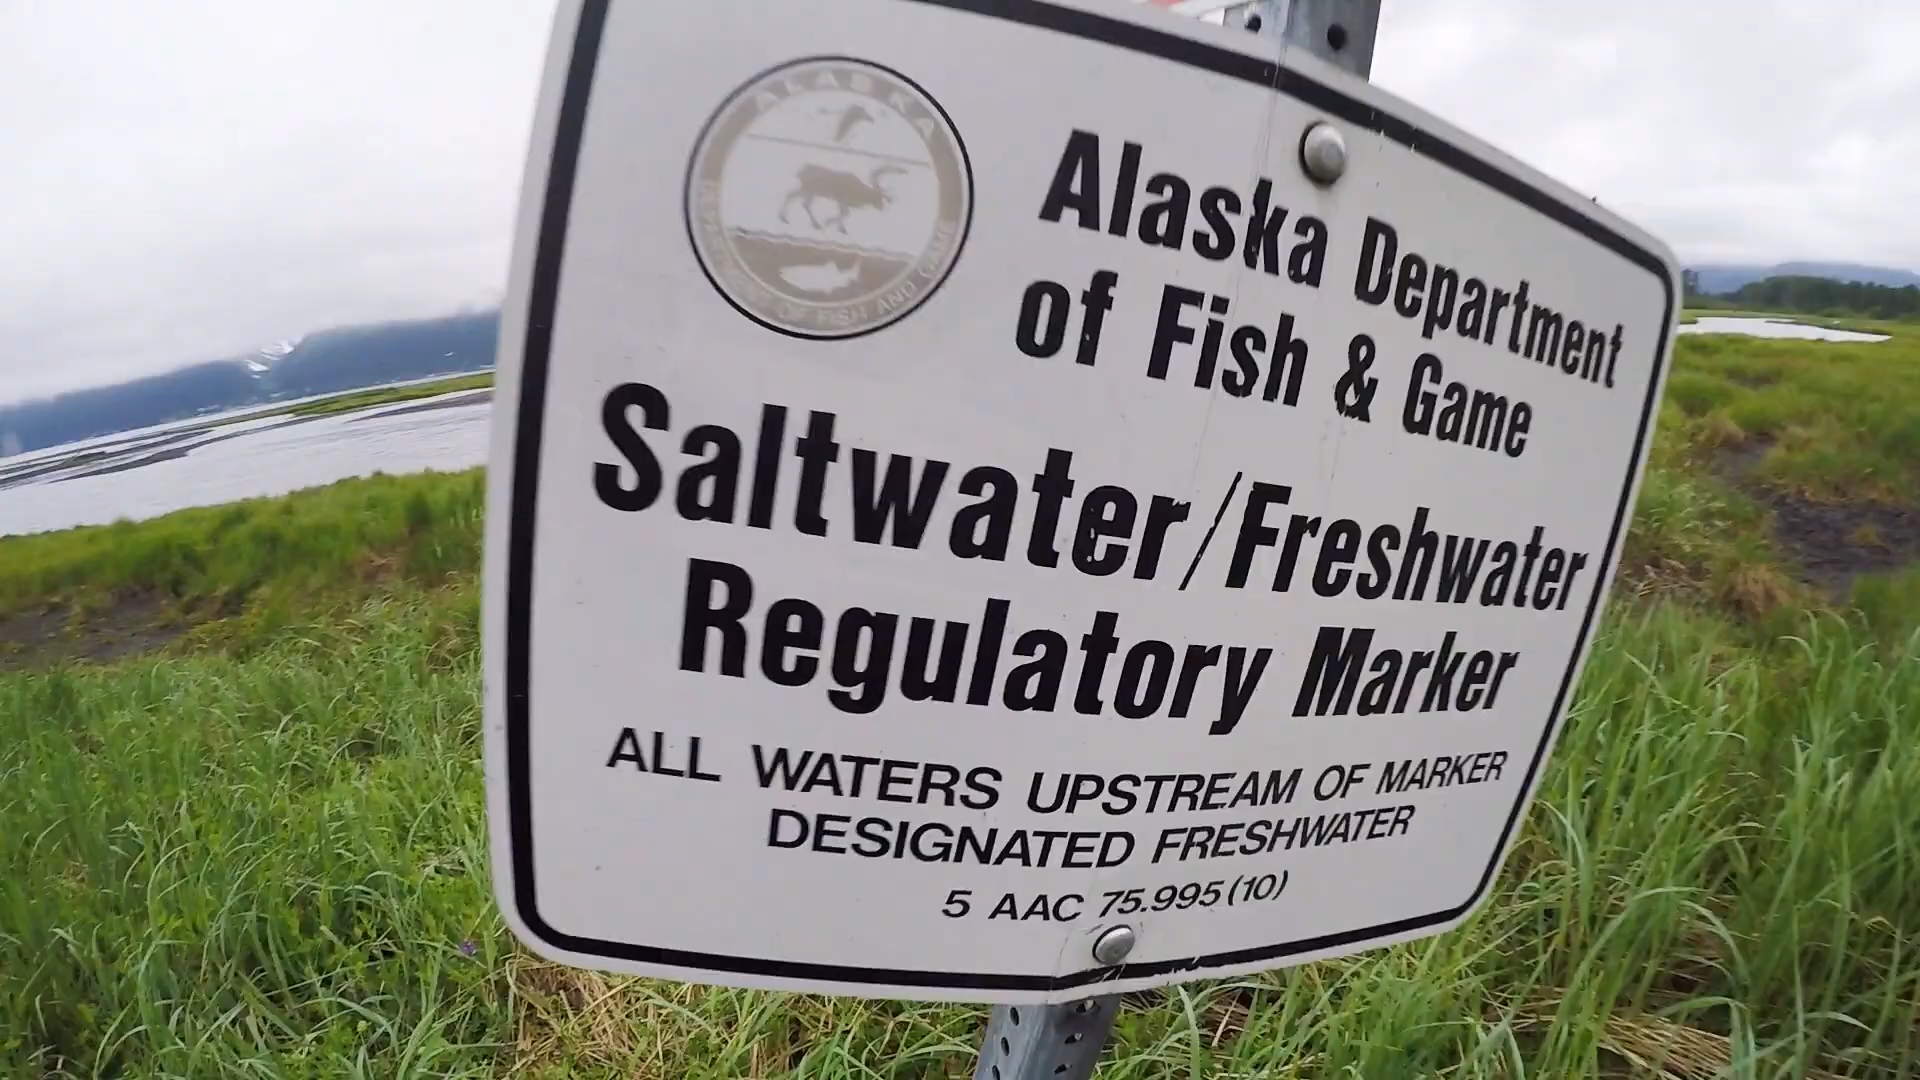 ALASKA
DEPARTMENT OF FISH AND GAME
Alaska Department
of Fish & Game
Saltwater/Freshwater
Regulatory Marker
ALL WATERS UPSTREAM OF MARKER
DESIGNATED FRESHWATER
5 AAC 75.995(10)